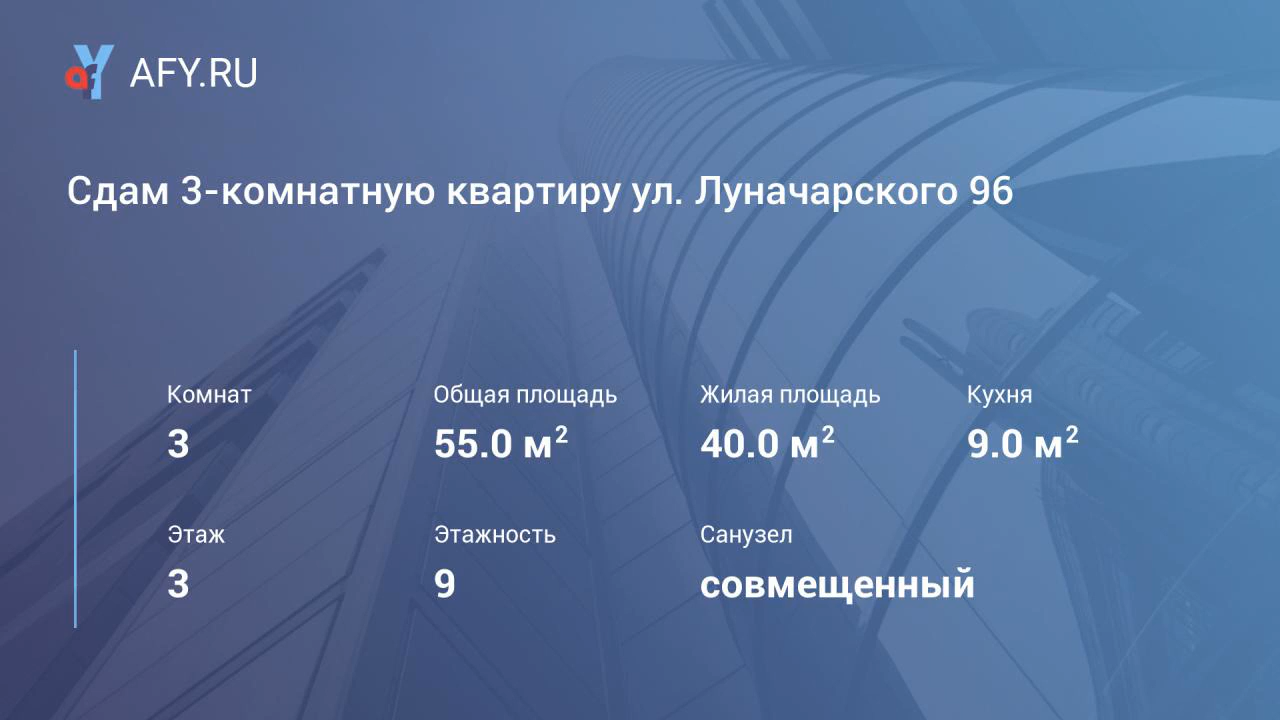 AFY.RU
Сдам 3-комнатную квартиру ул. Луначарского 96
Комнат Общая площадь Жилая площадь Кухня
3 55.0 м² 40.0 м² 9.0 м²
Этаж Этажность Санузел
3 9 совмещенный